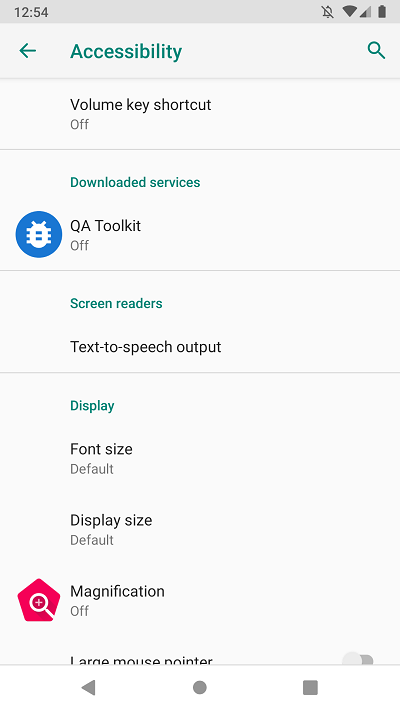 12:54
Accessibility
Volume key shortcut
Off
Downloaded services
QA Toolkit
Off
Screen readers
Text-to-speech output
Display
Font size
Default
Display size
Default
Magnification
Off
Large mouse pointer